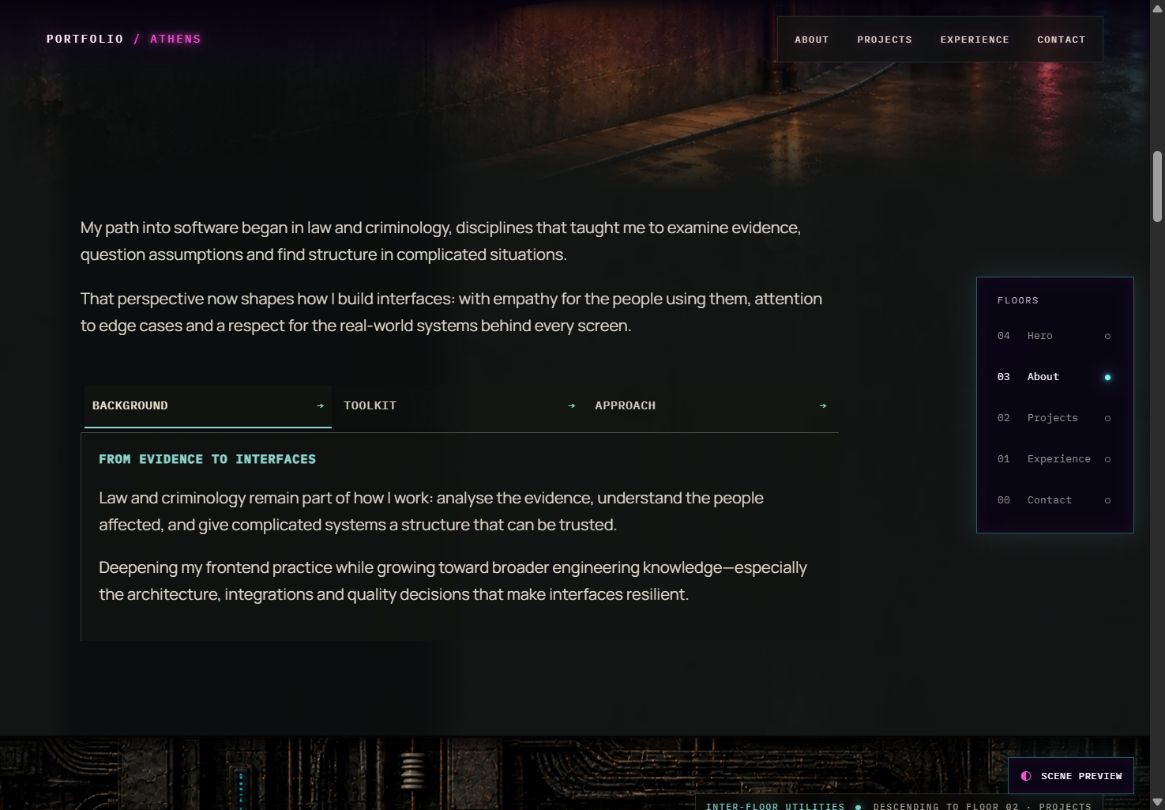 PORTFOLIO / ATHENS
ABOUT PROJECTS EXPERIENCE CONTACT
My path into software began in law and criminology, disciplines that taught me to examine evidence,
question assumptions and find structure in complicated situations.
That perspective now shapes how I build interfaces: with empathy for the people using them, attention
to edge cases and a respect for the real-world systems behind every screen.
BACKGROUND → TOOLKIT → APPROACH →
FROM EVIDENCE TO INTERFACES
Law and criminology remain part of how I work: analyse the evidence, understand the people
affected, and give complicated systems a structure that can be trusted.
Deepening my frontend practice while growing toward broader engineering knowledge—especially
the architecture, integrations and quality decisions that make interfaces resilient.
FLOORS
04 Hero
03 About
02 Projects
01 Experience
00 Contact
SCENE PREVIEW
INTER-FLOOR UTILITIES ● DESCENDING TO FLOOR 02 · PROJECTS